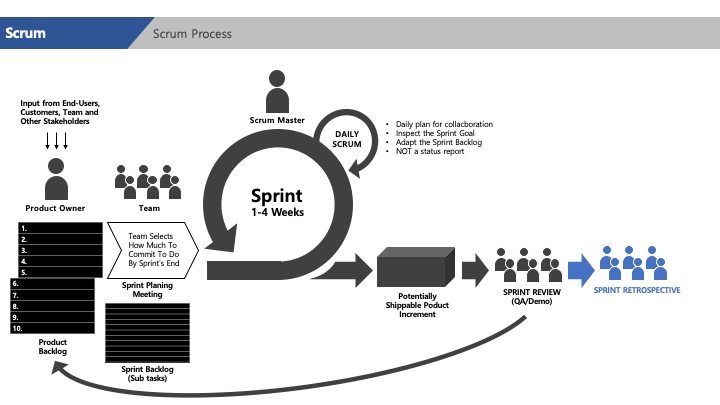 Scrum
Scrum Process
Input from End-Users,
Customers, Team and
Other Stakeholders
Product Owner
Team
Scrum Master
DAILY
SCRUM
• Daily plan for collacboration
• Inspect the Sprint Goal
• Adapt the Sprint Backlog
• NOT a status report
Sprint
1-4 Weeks
1.
2.
3.
4.
5.
6.
7.
8.
9.
10.
Product
Backlog
Team Selects
How Much To
Commit To Do
By Sprint's End
Sprint Planing
Meeting
Sprint Backlog
(Sub tasks)
Potentially
Shippable Poduct
Increment
SPRINT REVIEW
(QA/Demo)
SPRINT RETROSPECTIVE